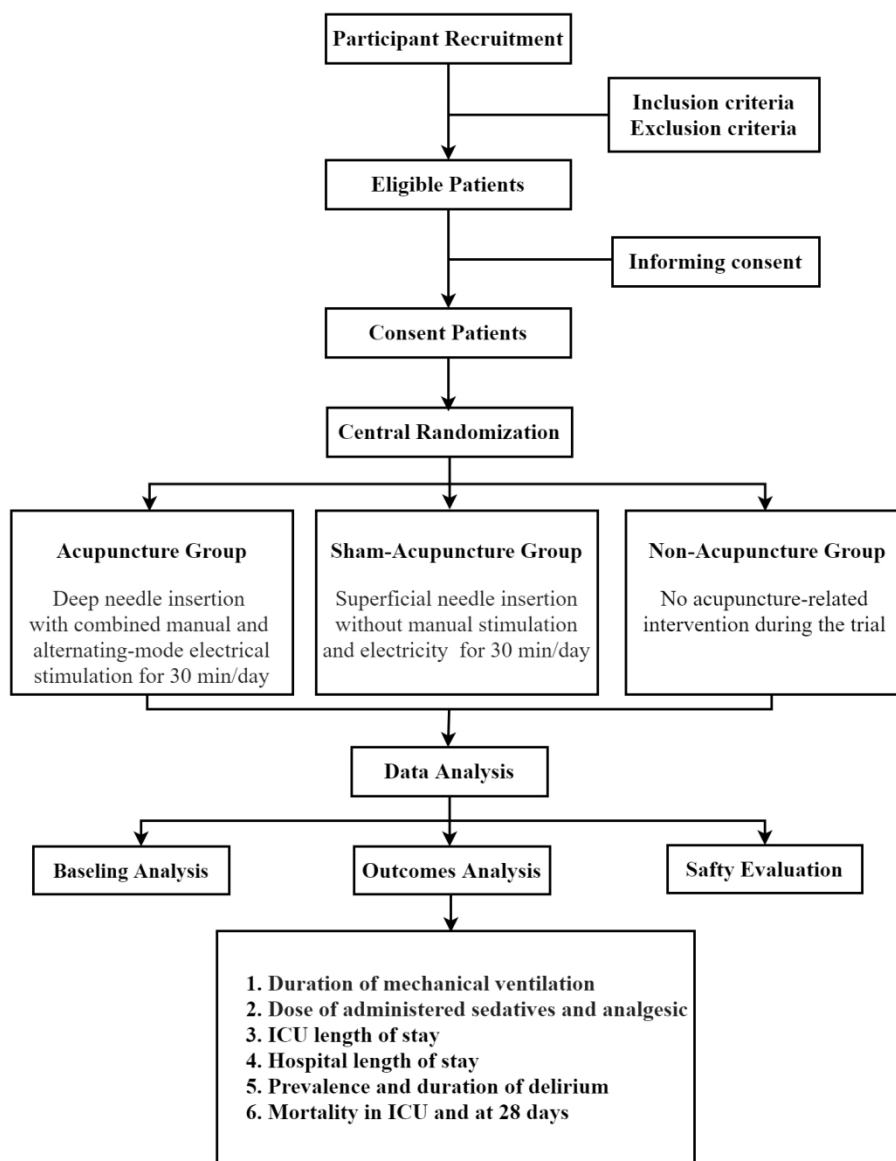 Participant Recruitment
Inclusion criteria
Exclusion criteria
Eligible Patients
Informing consent
Consent Patients
Central Randomization
Acupuncture Group
Deep needle insertion
with combined manual and
alternating-mode electrical
stimulation for 30 min/day
Sham-Acupuncture Group
Superficial needle insertion
without manual stimulation
and electricity for 30 min/day
Non-Acupuncture Group
No acupuncture-related
intervention during the trial
Data Analysis
Baseling Analysis
Outcomes Analysis
Safty Evaluation
1. Duration of mechanical ventilation
2. Dose of administered sedatives and analgesic
3. ICU length of stay
4. Hospital length of stay
5. Prevalence and duration of delirium
6. Mortality in ICU and at 28 days